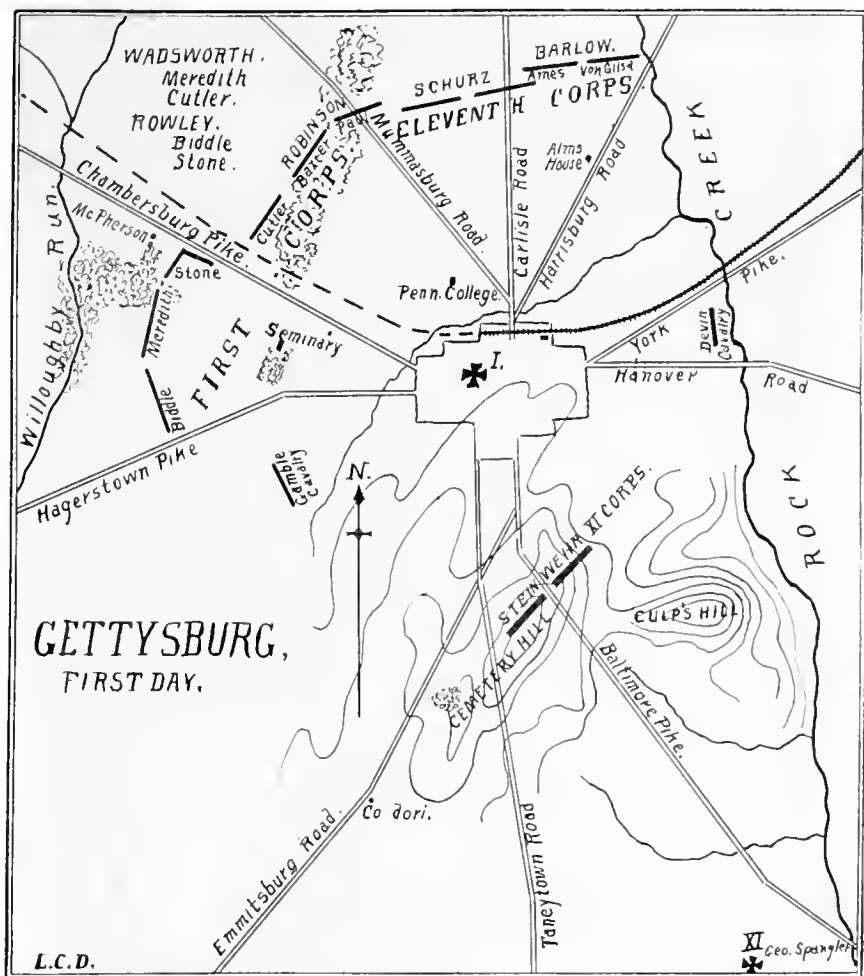 WADSWORTH.
Meredith
Cutler.
ROWLEY.
Biddle
Stone.
BARLOW.
Ames
Von Gilsa
SCHURZ
ELEVENTH CORPS
ROBINSON
Paul
Baxter
Cutler
CORPS.
FIRST
Mummasburg Road.
Carlisle Road
Harrisburg Road
Alms
House
CREEK
ROCK
Chambersburg Pike.
McPherson
Willoughby Run.
Stone
Meredith
Biddle
Seminary
Penn. College.
York Pike.
Devin
Cavalry
Hanover Road
I.
Hagerstown Pike
Gamble
Cavalry
N.
STEINWEHR XI CORPS.
CEMETERY HILL
CULP'S HILL
GETTYSBURG,
FIRST DAY.
Baltimore Pike.
Codori.
Emmitsburg Road.
Taneytown Road
XI
Geo. Spangler
L.C.D.